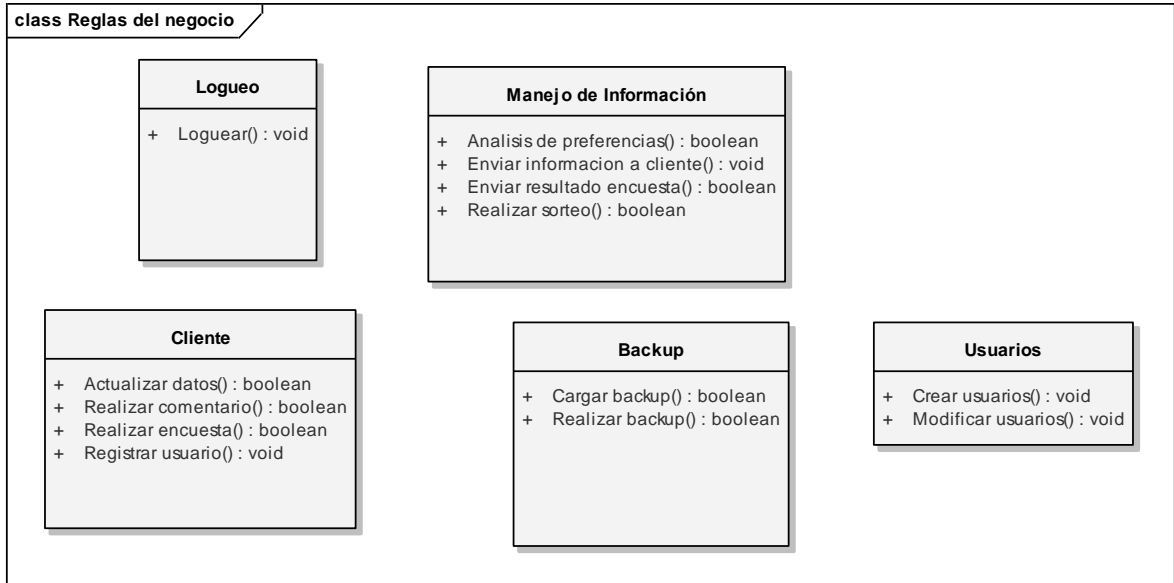 class Reglas del negocio
Logueo
+ Loguear() : void
Manejo de Información
+ Analisis de preferencias() : boolean
+ Enviar informacion a cliente() : void
+ Enviar resultado encuesta() : boolean
+ Realizar sorteo() : boolean
Cliente
+ Actualizar datos() : boolean
+ Realizar comentario() : boolean
+ Realizar encuesta() : boolean
+ Registrar usuario() : void
Backup
+ Cargar backup() : boolean
+ Realizar backup() : boolean
Usuarios
+ Crear usuarios() : void
+ Modificar usuarios() : void